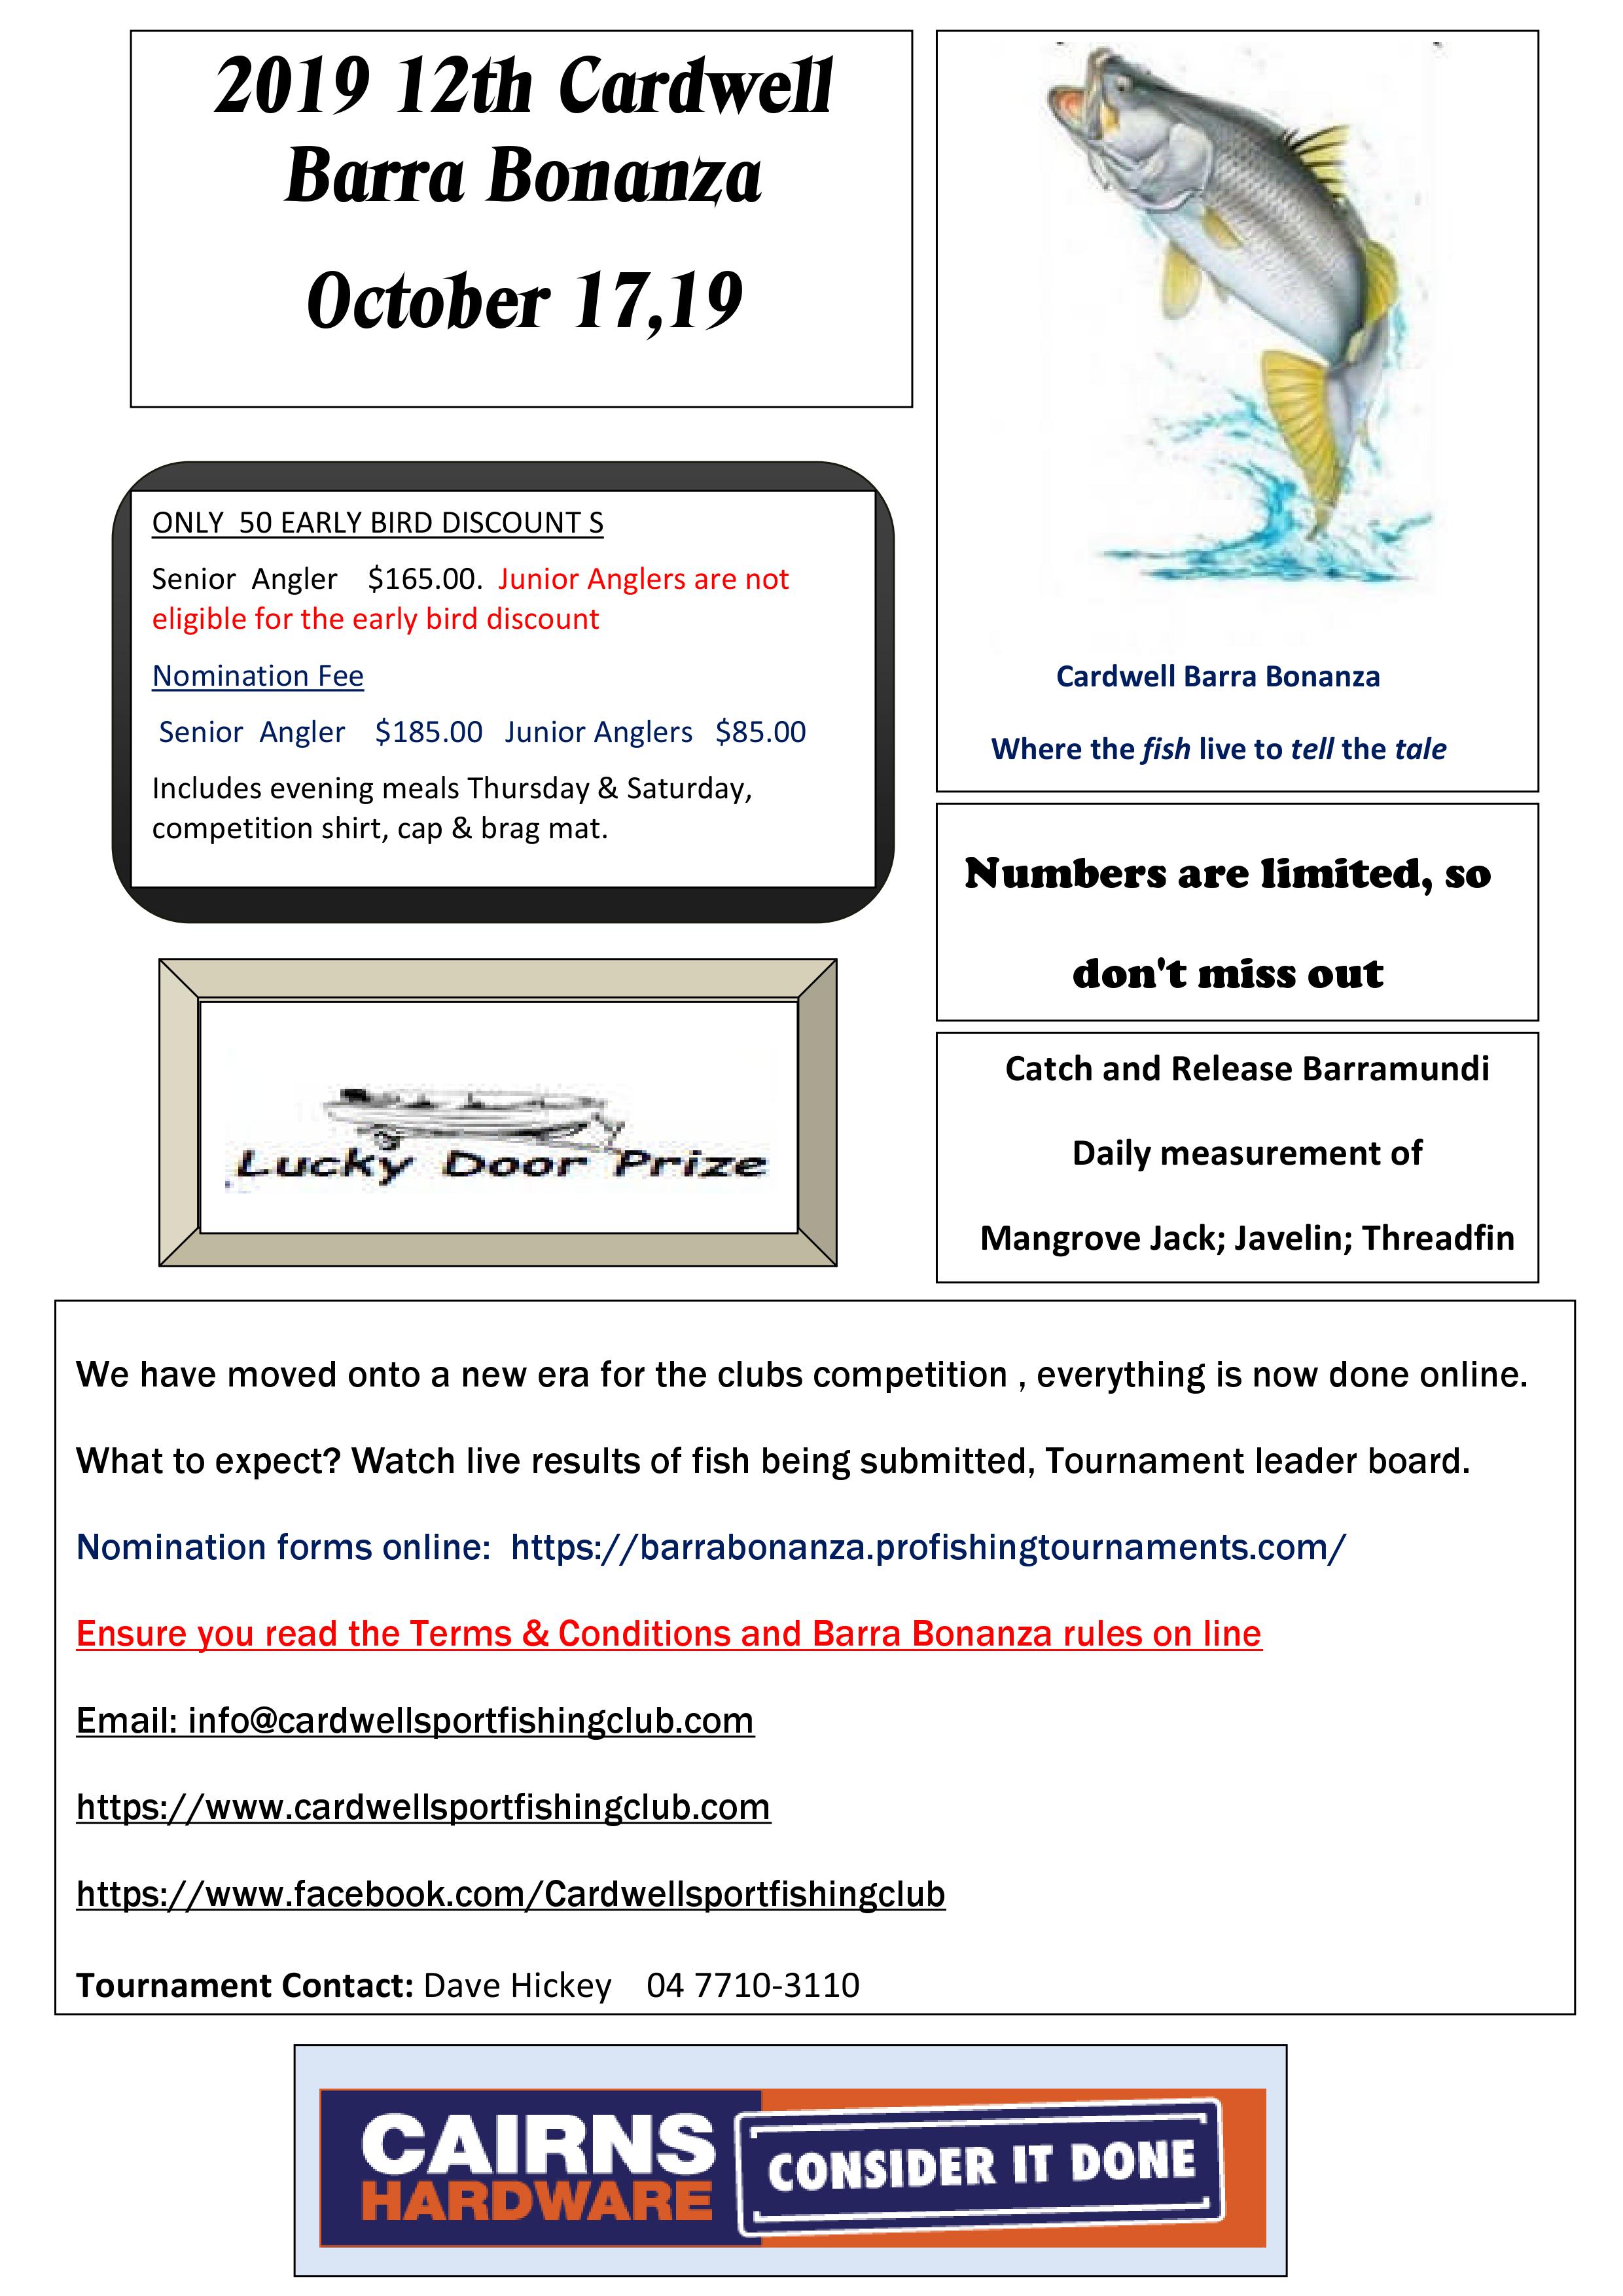 2019 12th Cardwell
Barra Bonanza
October 17,19
ONLY  50 EARLY BIRD DISCOUNT S
Senior  Angler    $165.00.  Junior Anglers are not
eligible for the early bird discount
Nomination Fee
Senior  Angler    $185.00   Junior Anglers   $85.00
Includes evening meals Thursday & Saturday,
competition shirt, cap & brag mat.
Cardwell Barra Bonanza
Where the fish live to tell the tale
Numbers are limited, so
don't miss out
Lucky Door Prize
Catch and Release Barramundi
Daily measurement of
Mangrove Jack; Javelin; Threadfin
We have moved onto a new era for the clubs competition , everything is now done online.
What to expect? Watch live results of fish being submitted, Tournament leader board.
Nomination forms online:  https://barrabonanza.profishingtournaments.com/
Ensure you read the Terms & Conditions and Barra Bonanza rules on line
Email: info@cardwellsportfishingclub.com
https://www.cardwellsportfishingclub.com
https://www.facebook.com/Cardwellsportfishingclub
Tournament Contact: Dave Hickey    04 7710-3110
CAIRNS
HARDWARE
CONSIDER IT DONE